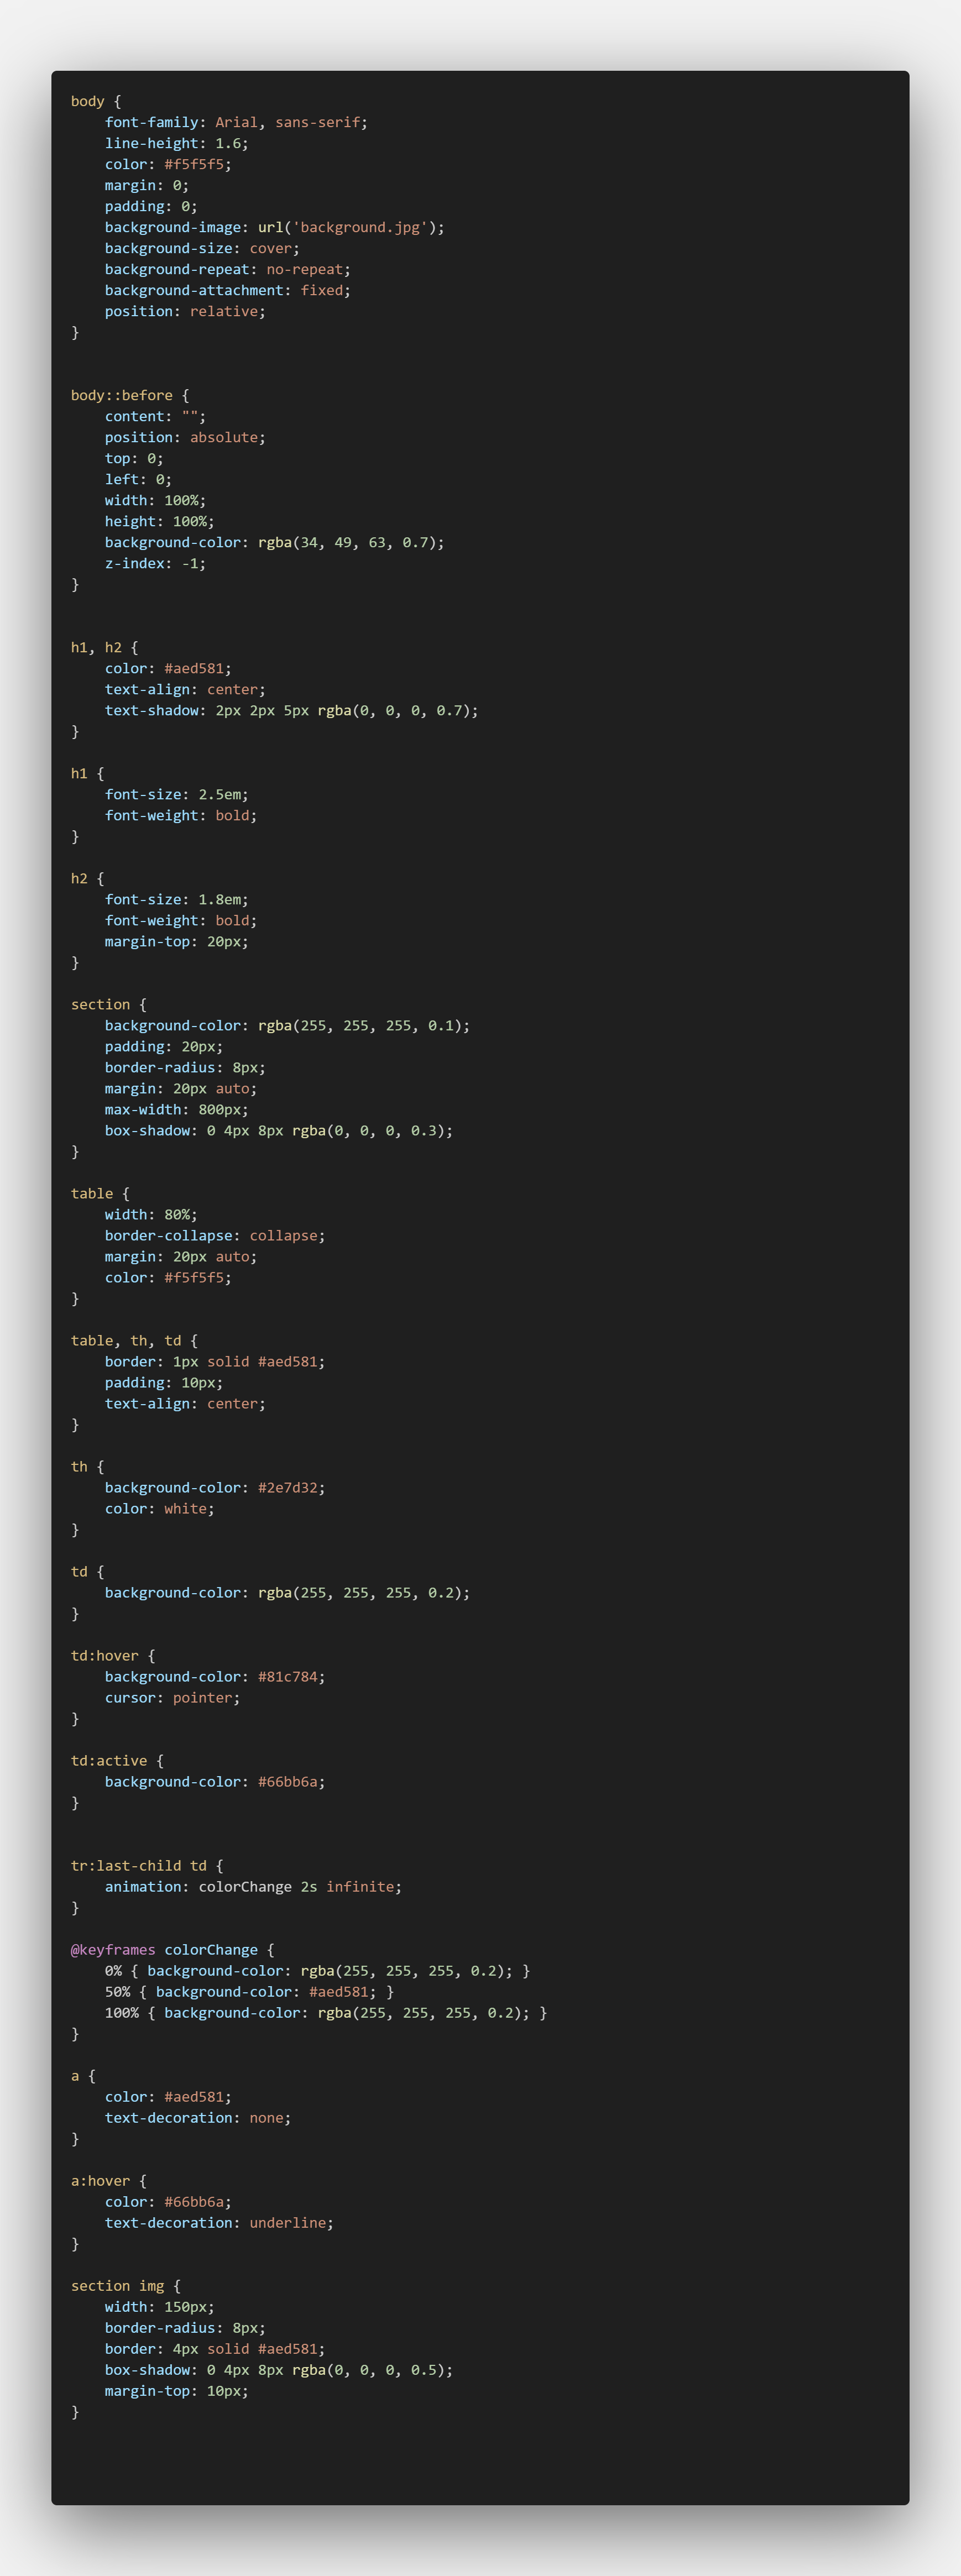 body {
    font-family: Arial, sans-serif;
    line-height: 1.6;
    color: #f5f5f5;
    margin: 0;
    padding: 0;
    background-image: url('background.jpg');
    background-size: cover;
    background-repeat: no-repeat;
    background-attachment: fixed;
    position: relative;
}
body::before {
    content: "";
    position: absolute;
    top: 0;
    left: 0;
    width: 100%;
    height: 100%;
    background-color: rgba(34, 49, 63, 0.7);
    z-index: -1;
}
h1, h2 {
    color: #aed581;
    text-align: center;
    text-shadow: 2px 2px 5px rgba(0, 0, 0, 0.7);
}
h1 {
    font-size: 2.5em;
    font-weight: bold;
}
h2 {
    font-size: 1.8em;
    font-weight: bold;
    margin-top: 20px;
}
section {
    background-color: rgba(255, 255, 255, 0.1);
    padding: 20px;
    border-radius: 8px;
    margin: 20px auto;
    max-width: 800px;
    box-shadow: 0 4px 8px rgba(0, 0, 0, 0.3);
}
table {
    width: 80%;
    border-collapse: collapse;
    margin: 20px auto;
    color: #f5f5f5;
}
table, th, td {
    border: 1px solid #aed581;
    padding: 10px;
    text-align: center;
}
th {
    background-color: #2e7d32;
    color: white;
}
td {
    background-color: rgba(255, 255, 255, 0.2);
}
td:hover {
    background-color: #81c784;
    cursor: pointer;
}
td:active {
    background-color: #66bb6a;
}
tr:last-child td {
    animation: colorChange 2s infinite;
}
@keyframes colorChange {
    0% { background-color: rgba(255, 255, 255, 0.2); }
    50% { background-color: #aed581; }
    100% { background-color: rgba(255, 255, 255, 0.2); }
}
a {
    color: #aed581;
    text-decoration: none;
}
a:hover {
    color: #66bb6a;
    text-decoration: underline;
}
section img {
    width: 150px;
    border-radius: 8px;
    border: 4px solid #aed581;
    box-shadow: 0 4px 8px rgba(0, 0, 0, 0.5);
    margin-top: 10px;
}